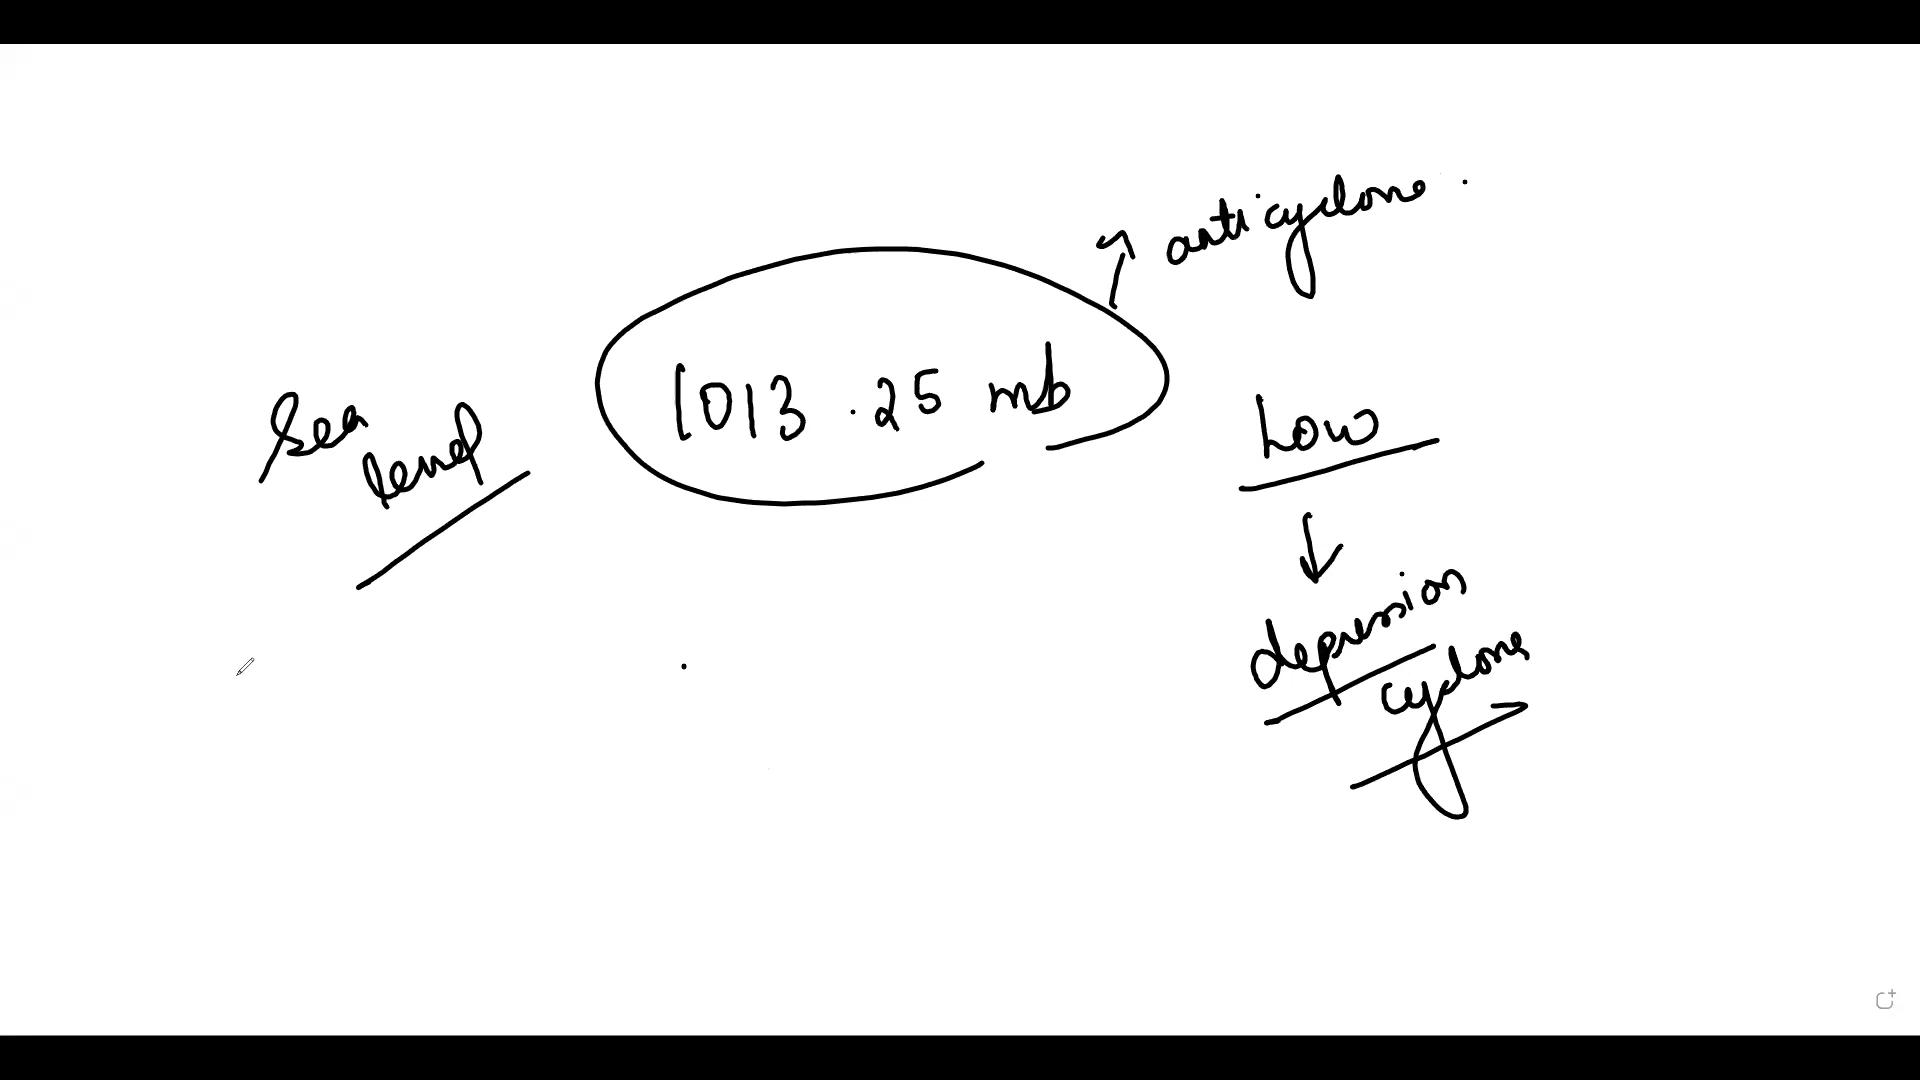 anticyclone.
Sea
level
1013.25 mb
Low
depression
cyclone